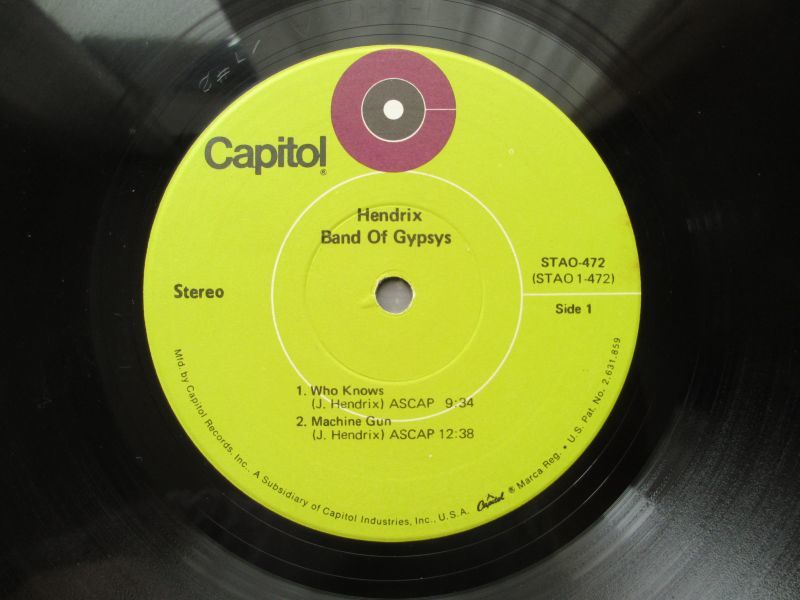 Capitol
®
Hendrix
Band Of Gypsys
STAO-472
(STAO 1-472)
Stereo
Side 1
1. Who Knows
(J. Hendrix) ASCAP 9:34
2. Machine Gun
(J. Hendrix) ASCAP 12:38
Mfd. by Capitol Records, Inc., A Subsidiary of Capitol Industries, Inc., U.S.A. Capitol ® Marca Reg. • U.S. Pat. No. 2,631,859